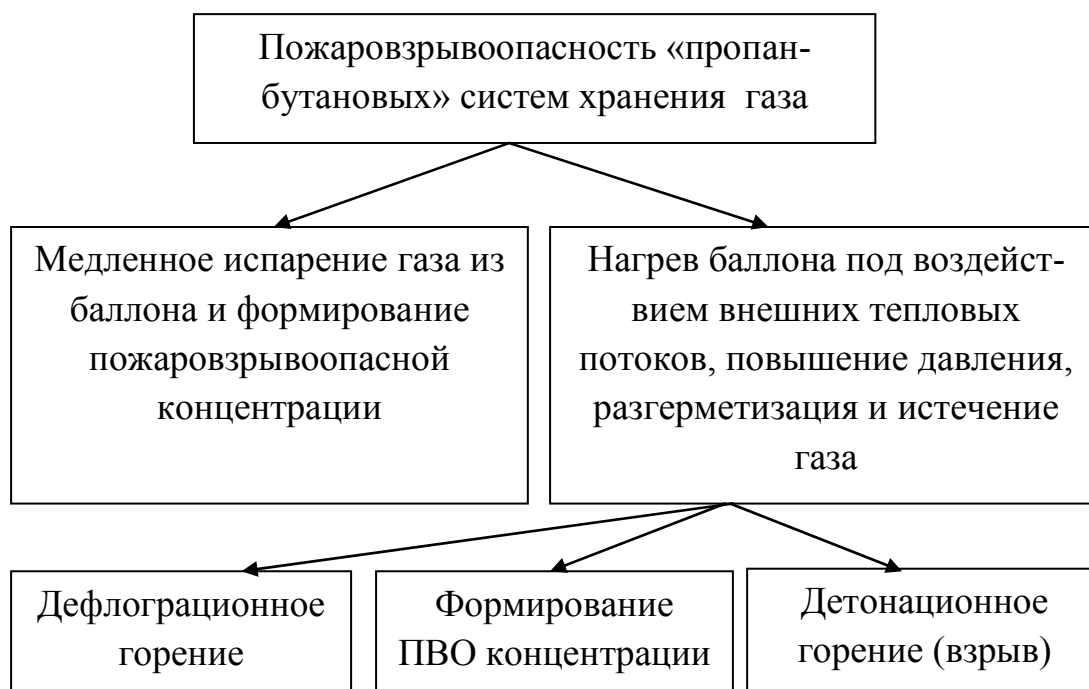 Пожаровзрывоопасность «пропан-
бутановых» систем хранения газа
Медленное испарение газа из
баллона и формирование
пожаровзрывоопасной
концентрации
Нагрев баллона под воздейст-
вием внешних тепловых
потоков, повышение давления,
разгерметизация и истечение
газа
Дефлограционное
горение
Формирование
ПВО концентрации
Детонационное
горение (взрыв)